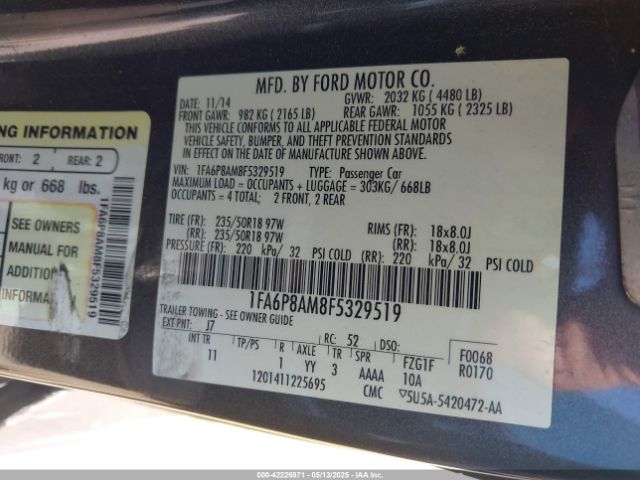 MFD. BY FORD MOTOR CO.
DATE: 11/14 GVWR: 2032 KG ( 4480 LB)
FRONT GAWR: 982 KG ( 2165 LB) REAR GAWR: 1055 KG ( 2325 LB)
THIS VEHICLE CONFORMS TO ALL APPLICABLE FEDERAL MOTOR
VEHICLE SAFETY, BUMPER, AND THEFT PREVENTION STANDARDS
IN EFFECT ON THE DATE OF MANUFACTURE SHOWN ABOVE.
VIN: 1FA6P8AM8F5329519 TYPE: Passenger Car
MAXIMUM LOAD = OCCUPANTS + LUGGAGE = 303KG/ 668LB
OCCUPANTS = 4 TOTAL; 2 FRONT, 2 REAR
TIRE (FR): 235/50R18 97W RIMS (FR): 18x8.0J
(RR): 235/50R18 97W (RR): 18x8.0J
PRESSURE (FR): 220 kPa/ 32 PSI COLD (RR): 220 kPa/ 32 PSI COLD
1FA6P8AM8F5329519
TRAILER TOWING - SEE OWNER GUIDE
EXT PNT: J7 RC: 52 DSO:
INT TR TP/PS R AXLE TR SPR FZG1F F0068
11 1 YY 3 AAAA 10A R0170
1201411225695 CMC 5U5A-5420472-AA
NG INFORMATION
FRONT: 2 REAR: 2
kg or 668 lbs.
SEE OWNERS
MANUAL FOR
ADDITION
INFORM
1FA6P8AM8F5329519
000-42226971 - 05/13/2025 - IAAI.COM